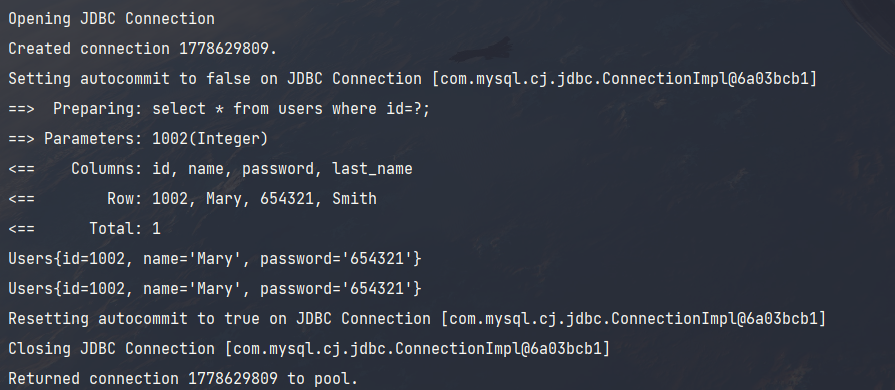 Opening JDBC Connection
Created connection 1778629809.
Setting autocommit to false on JDBC Connection [com.mysql.cj.jdbc.ConnectionImpl@6a03bcb1]
==>  Preparing: select * from users where id=?;
==> Parameters: 1002(Integer)
<==    Columns: id, name, password, last_name
<==        Row: 1002, Mary, 654321, Smith
<==      Total: 1
Users{id=1002, name='Mary', password='654321'}
Users{id=1002, name='Mary', password='654321'}
Resetting autocommit to true on JDBC Connection [com.mysql.cj.jdbc.ConnectionImpl@6a03bcb1]
Closing JDBC Connection [com.mysql.cj.jdbc.ConnectionImpl@6a03bcb1]
Returned connection 1778629809 to pool.